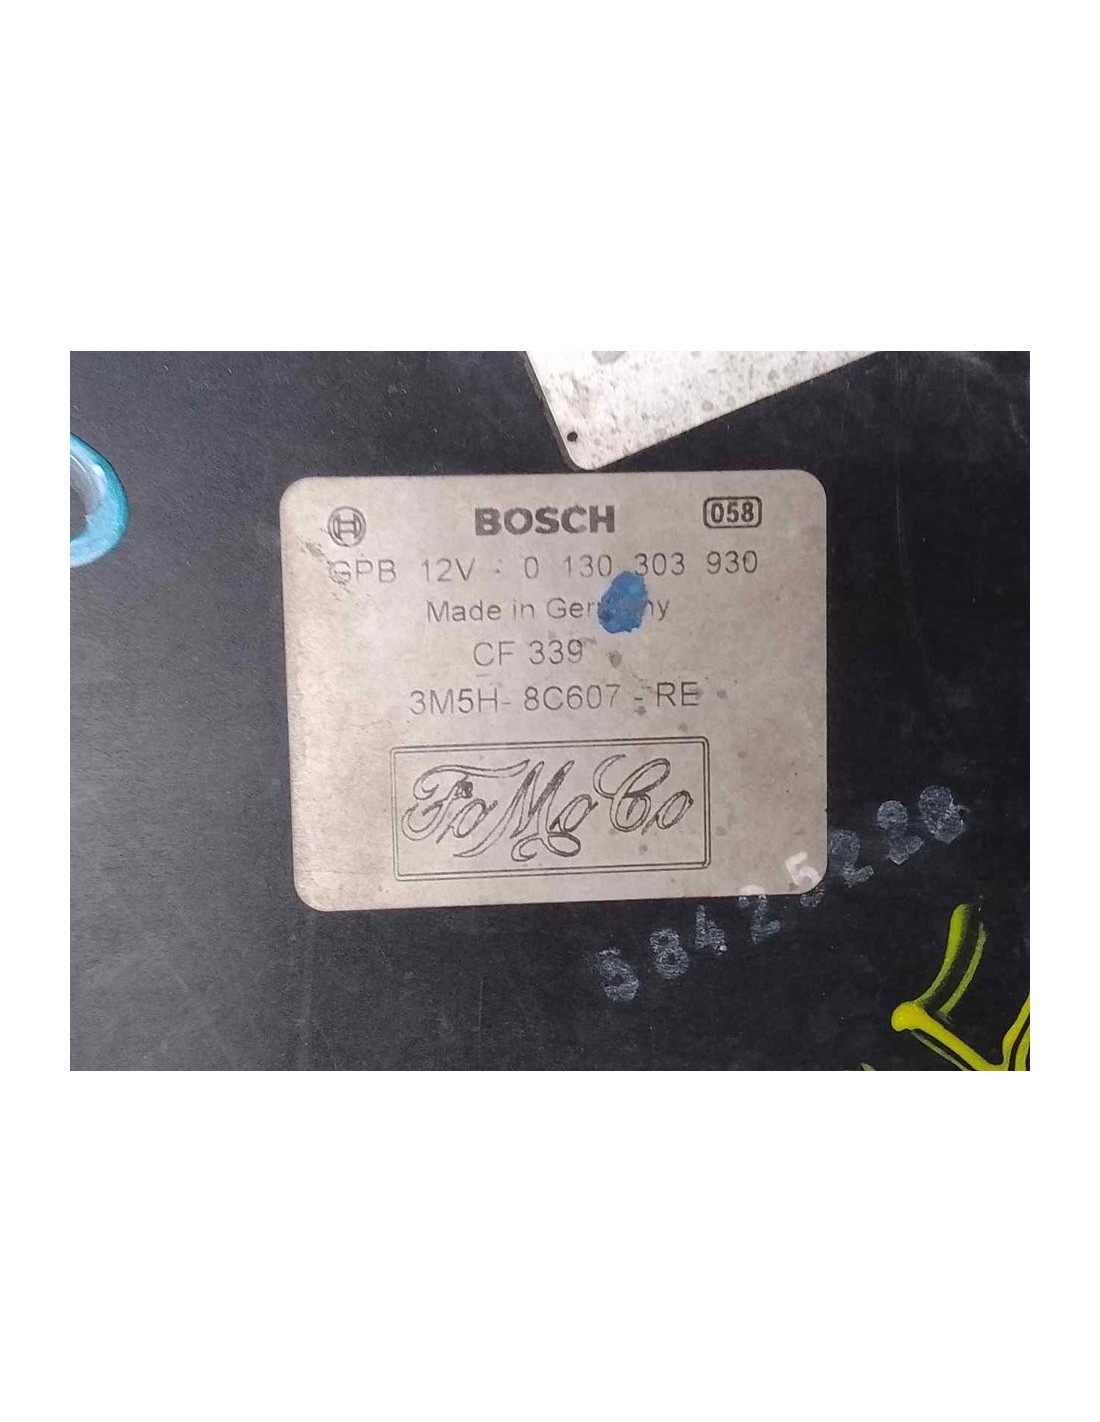 BOSCH 058
GPB 12V - 0 130 303 930
Made in Germany
CF 339
3M5H- 8C607 - RE
FoMoCo
58425228